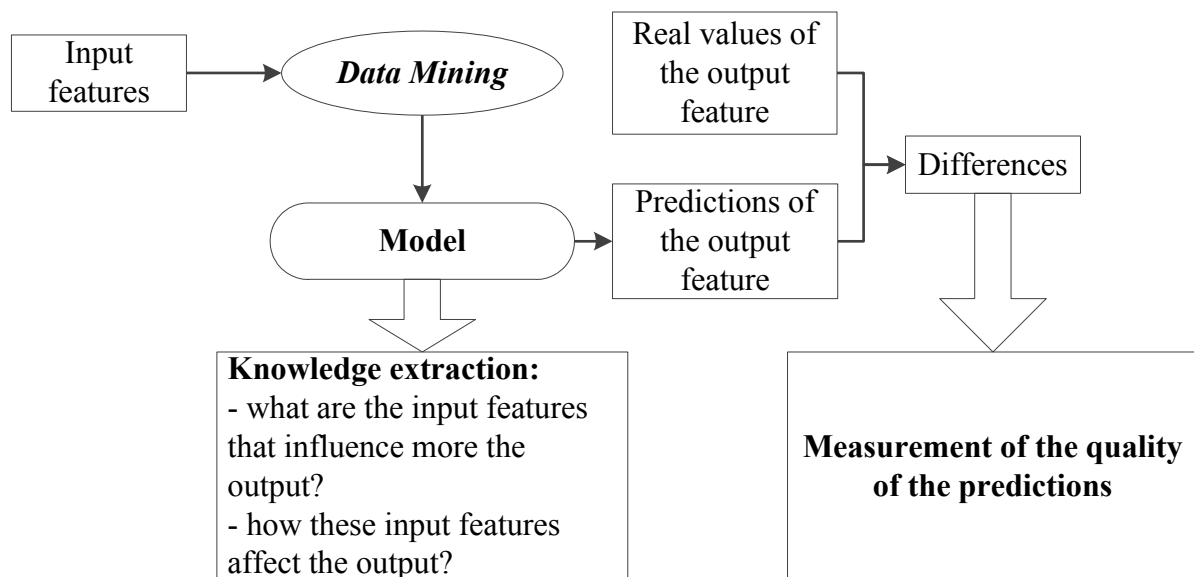 Input
features
Data Mining
Real values of
the output
feature
Differences
Model
Predictions of
the output
feature
Knowledge extraction:
- what are the input features
that influence more the
output?
- how these input features
affect the output?
Measurement of the quality
of the predictions